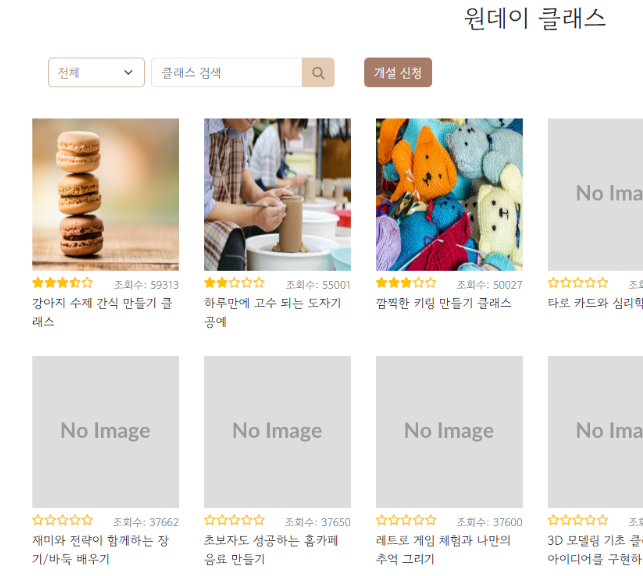 원데이 클래스
전체
클래스 검색
개설 신청
No Ima
조회수: 59313
조회수: 55001
조회수: 50027
조회
강아지 수제 간식 만들기 클
래스
하루만에 고수 되는 도자기
공예
깜찍한 키링 만들기 클래스
타로 카드와 심리학
No Image
No Image
No Image
No Ima
조회수: 37662
조회수: 37650
조회수: 37600
조회
재미와 전략이 함께하는 장
기/바둑 배우기
초보자도 성공하는 홈카페
음료 만들기
레트로 게임 체험과 나만의
추억 그리기
3D 모델링 기초 클
아이디어를 구현하